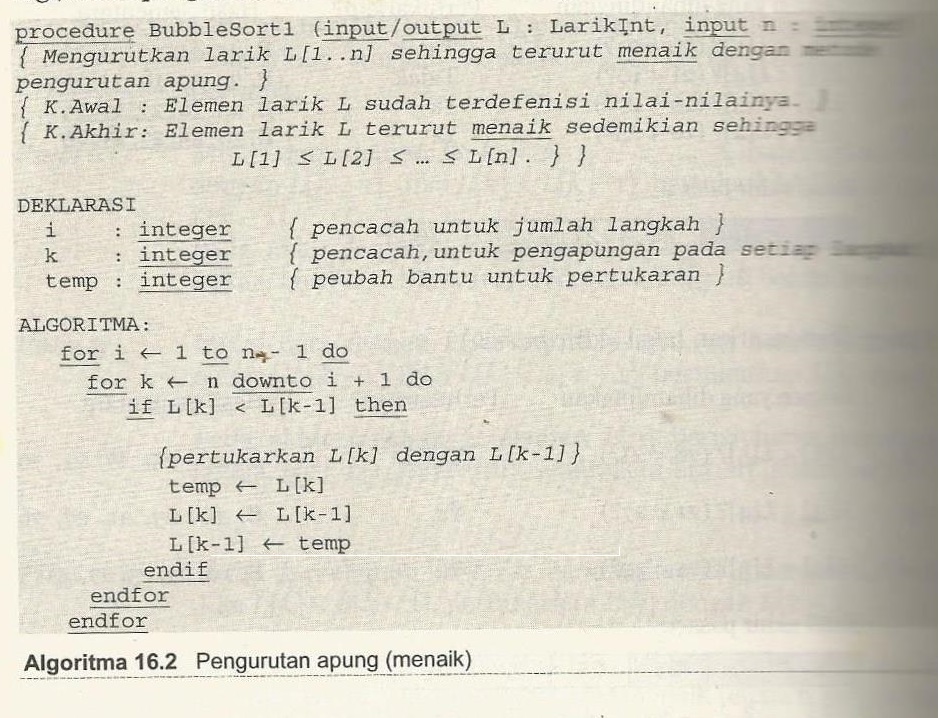 procedure BubbleSort1 (input/output L : LarikInt, input n :
{ Mengurutkan larik L[1..n] sehingga terurut menaik dengan
pengurutan apung. }
{ K.Awal : Elemen larik L sudah terdefenisi nilai-nilainya. }
{ K.Akhir: Elemen larik L terurut menaik sedemikian sehingga
L[1] ≤ L[2] ≤ … ≤ L[n]. } }
DEKLARASI
i : integer { pencacah untuk jumlah langkah }
k : integer { pencacah,untuk pengapungan pada setiap
temp : integer { peubah bantu untuk pertukaran }
ALGORITMA:
for i ← 1 to n - 1 do
for k ← n downto i + 1 do
if L[k] < L[k-1] then
{pertukarkan L[k] dengan L[k-1]}
temp ← L[k]
L[k] ← L[k-1]
L[k-1] ← temp
endif
endfor
endfor
Algoritma 16.2 Pengurutan apung (menaik)